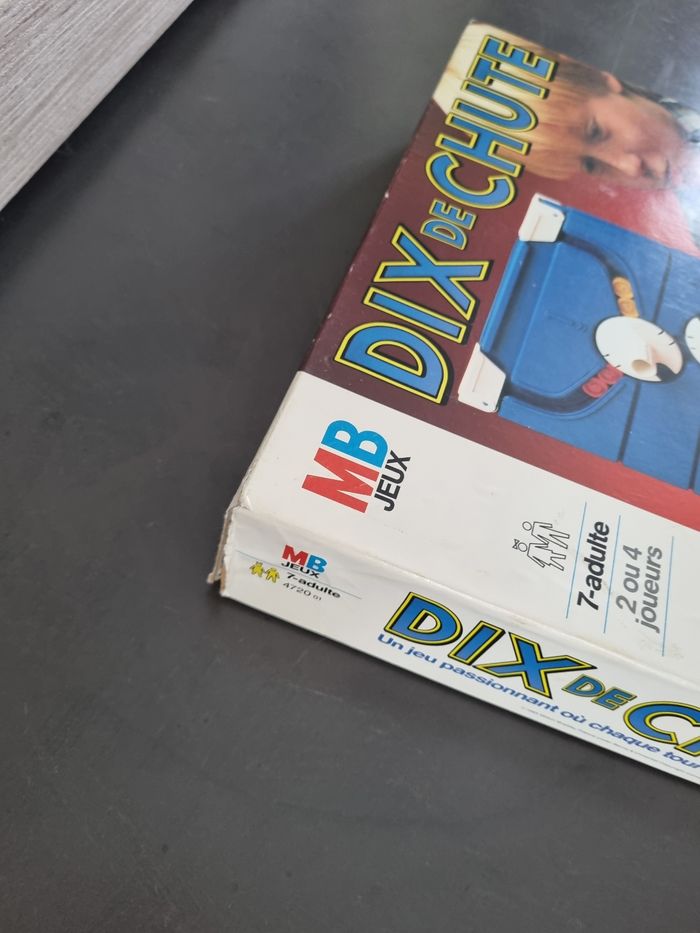 DIX DE CHUTE
MB
JEUX
7-adulte
2 ou 4
joueurs
MB
JEUX
7-adulte
4720 01
DIX DE
Un jeu passionnant où chaque tour